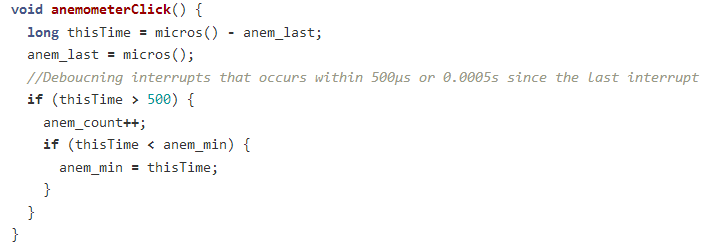 void anemometerClick() {
  long thisTime = micros() - anem_last;
  anem_last = micros();
  //Deboucning interrupts that occurs within 500µs or 0.0005s since the last interrupt
  if (thisTime > 500) {
    anem_count++;
    if (thisTime < anem_min) {
      anem_min = thisTime;
    }
  }
}